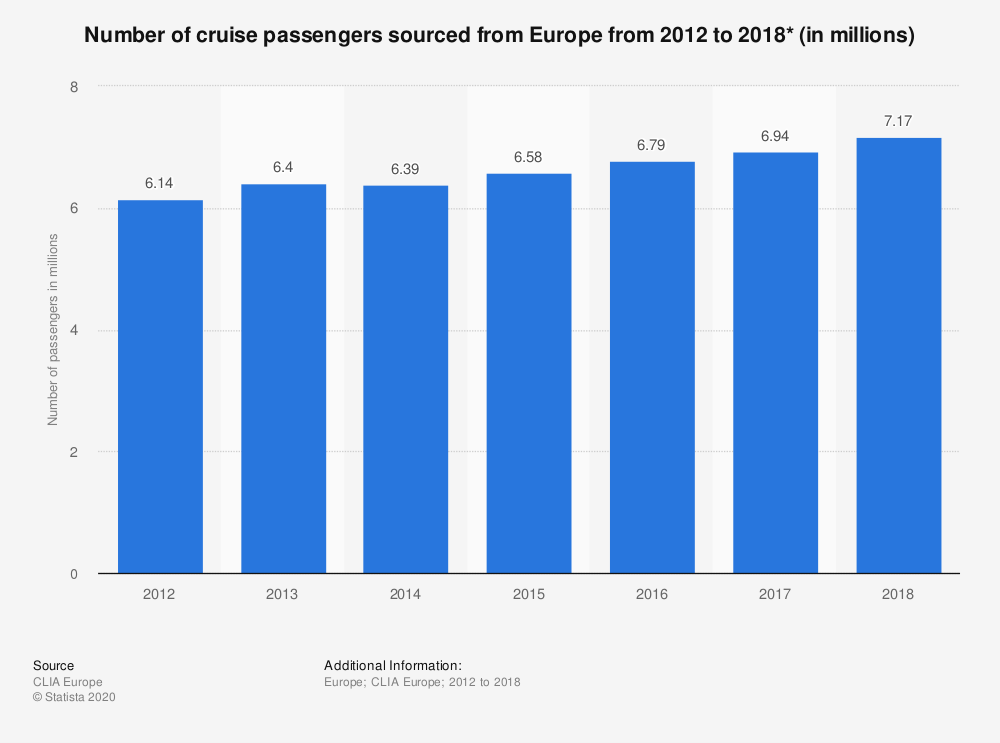 Number of cruise passengers sourced from Europe from 2012 to 2018* (in millions)
Number of passengers in millions
8
6
4
2
0
6.14
6.4
6.39
6.58
6.79
6.94
7.17
2012
2013
2014
2015
2016
2017
2018
Source
CLIA Europe
© Statista 2020
Additional Information:
Europe; CLIA Europe; 2012 to 2018